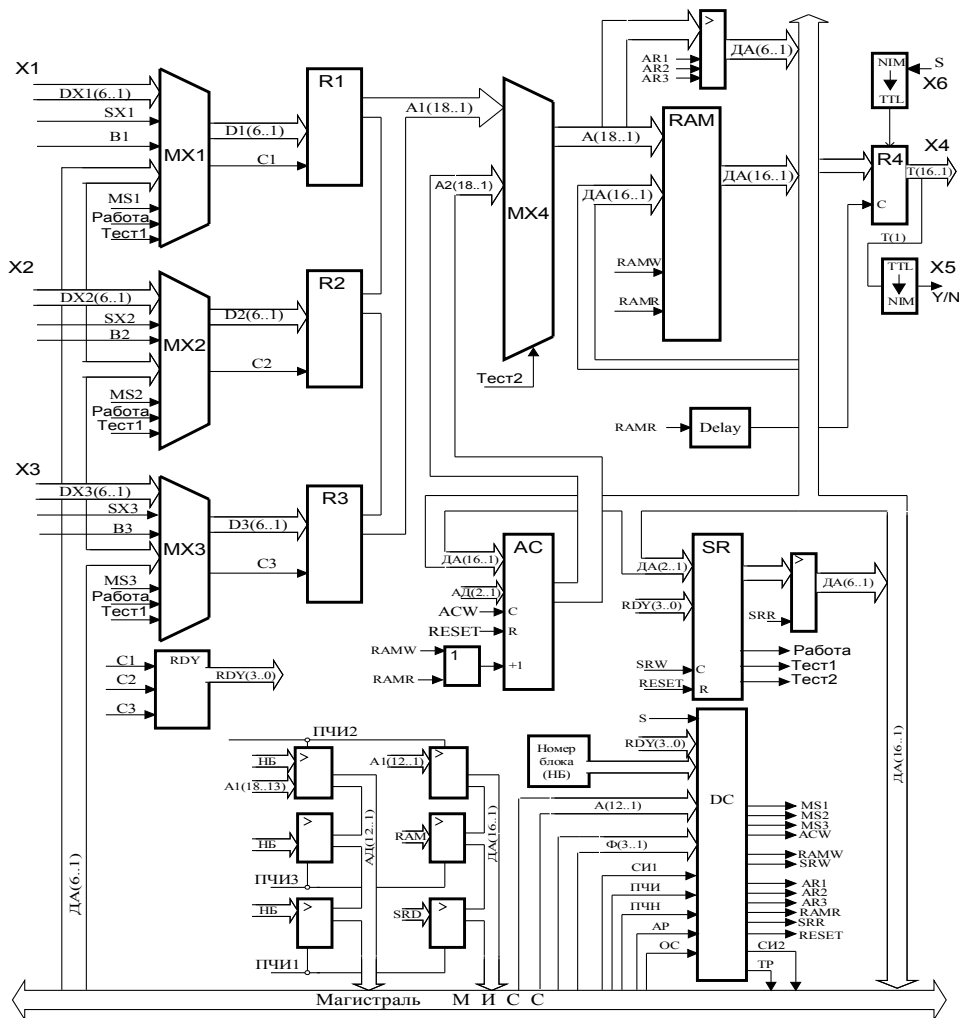 X1
DX1(6..1)
SX1
B1
MS1
Работа
Тест1
MX1
D1(6..1)
C1
R1
X2
DX2(6..1)
SX2
B2
MS2
Работа
Тест1
MX2
D2(6..1)
C2
R2
X3
DX3(6..1)
SX3
B3
MS3
Работа
Тест1
MX3
D3(6..1)
C3
R3
A1(18..1)
A2(18..1)
MX4
Тест2
A(18..1)
>
AR1
AR2
AR3
ДА(6..1)
RAM
ДА(16..1)
RAMW
RAMR
ДА(16..1)
NIM
TTL
S
X6
R4
C
X4
T(16..1)
T(1)
TTL
NIM
X5
Y/N
RAMR
Delay
AC
ДА(16..1)
АД(2..1)
ACW
C
RESET
R
RAMW
RAMR
1
+1
SR
ДА(2..1)
RDY(3..0)
SRW
C
RESET
R
>
SRR
ДА(6..1)
Работа
Тест1
Тест2
C1
C2
C3
RDY
RDY(3..0)
ПЧИ2
НБ
A1(18..13)
>
A1(12..1)
>
НБ
>
RAM
>
ПЧИ3
НБ
>
SRD
>
ПЧИ1
АД(12..1)
ДА(16..1)
S
RDY(3..0)
Номер
блока
(НБ)
A(12..1)
Ф(3..1)
СИ1
ПЧИ
ПЧН
АР
ОС
DC
MS1
MS2
MS3
ACW
RAMW
SRW
AR1
AR2
AR3
RAMR
SRR
RESET
СИ2
ТР
ДА(6..1)
ДА(16..1)
Магистраль М И С С